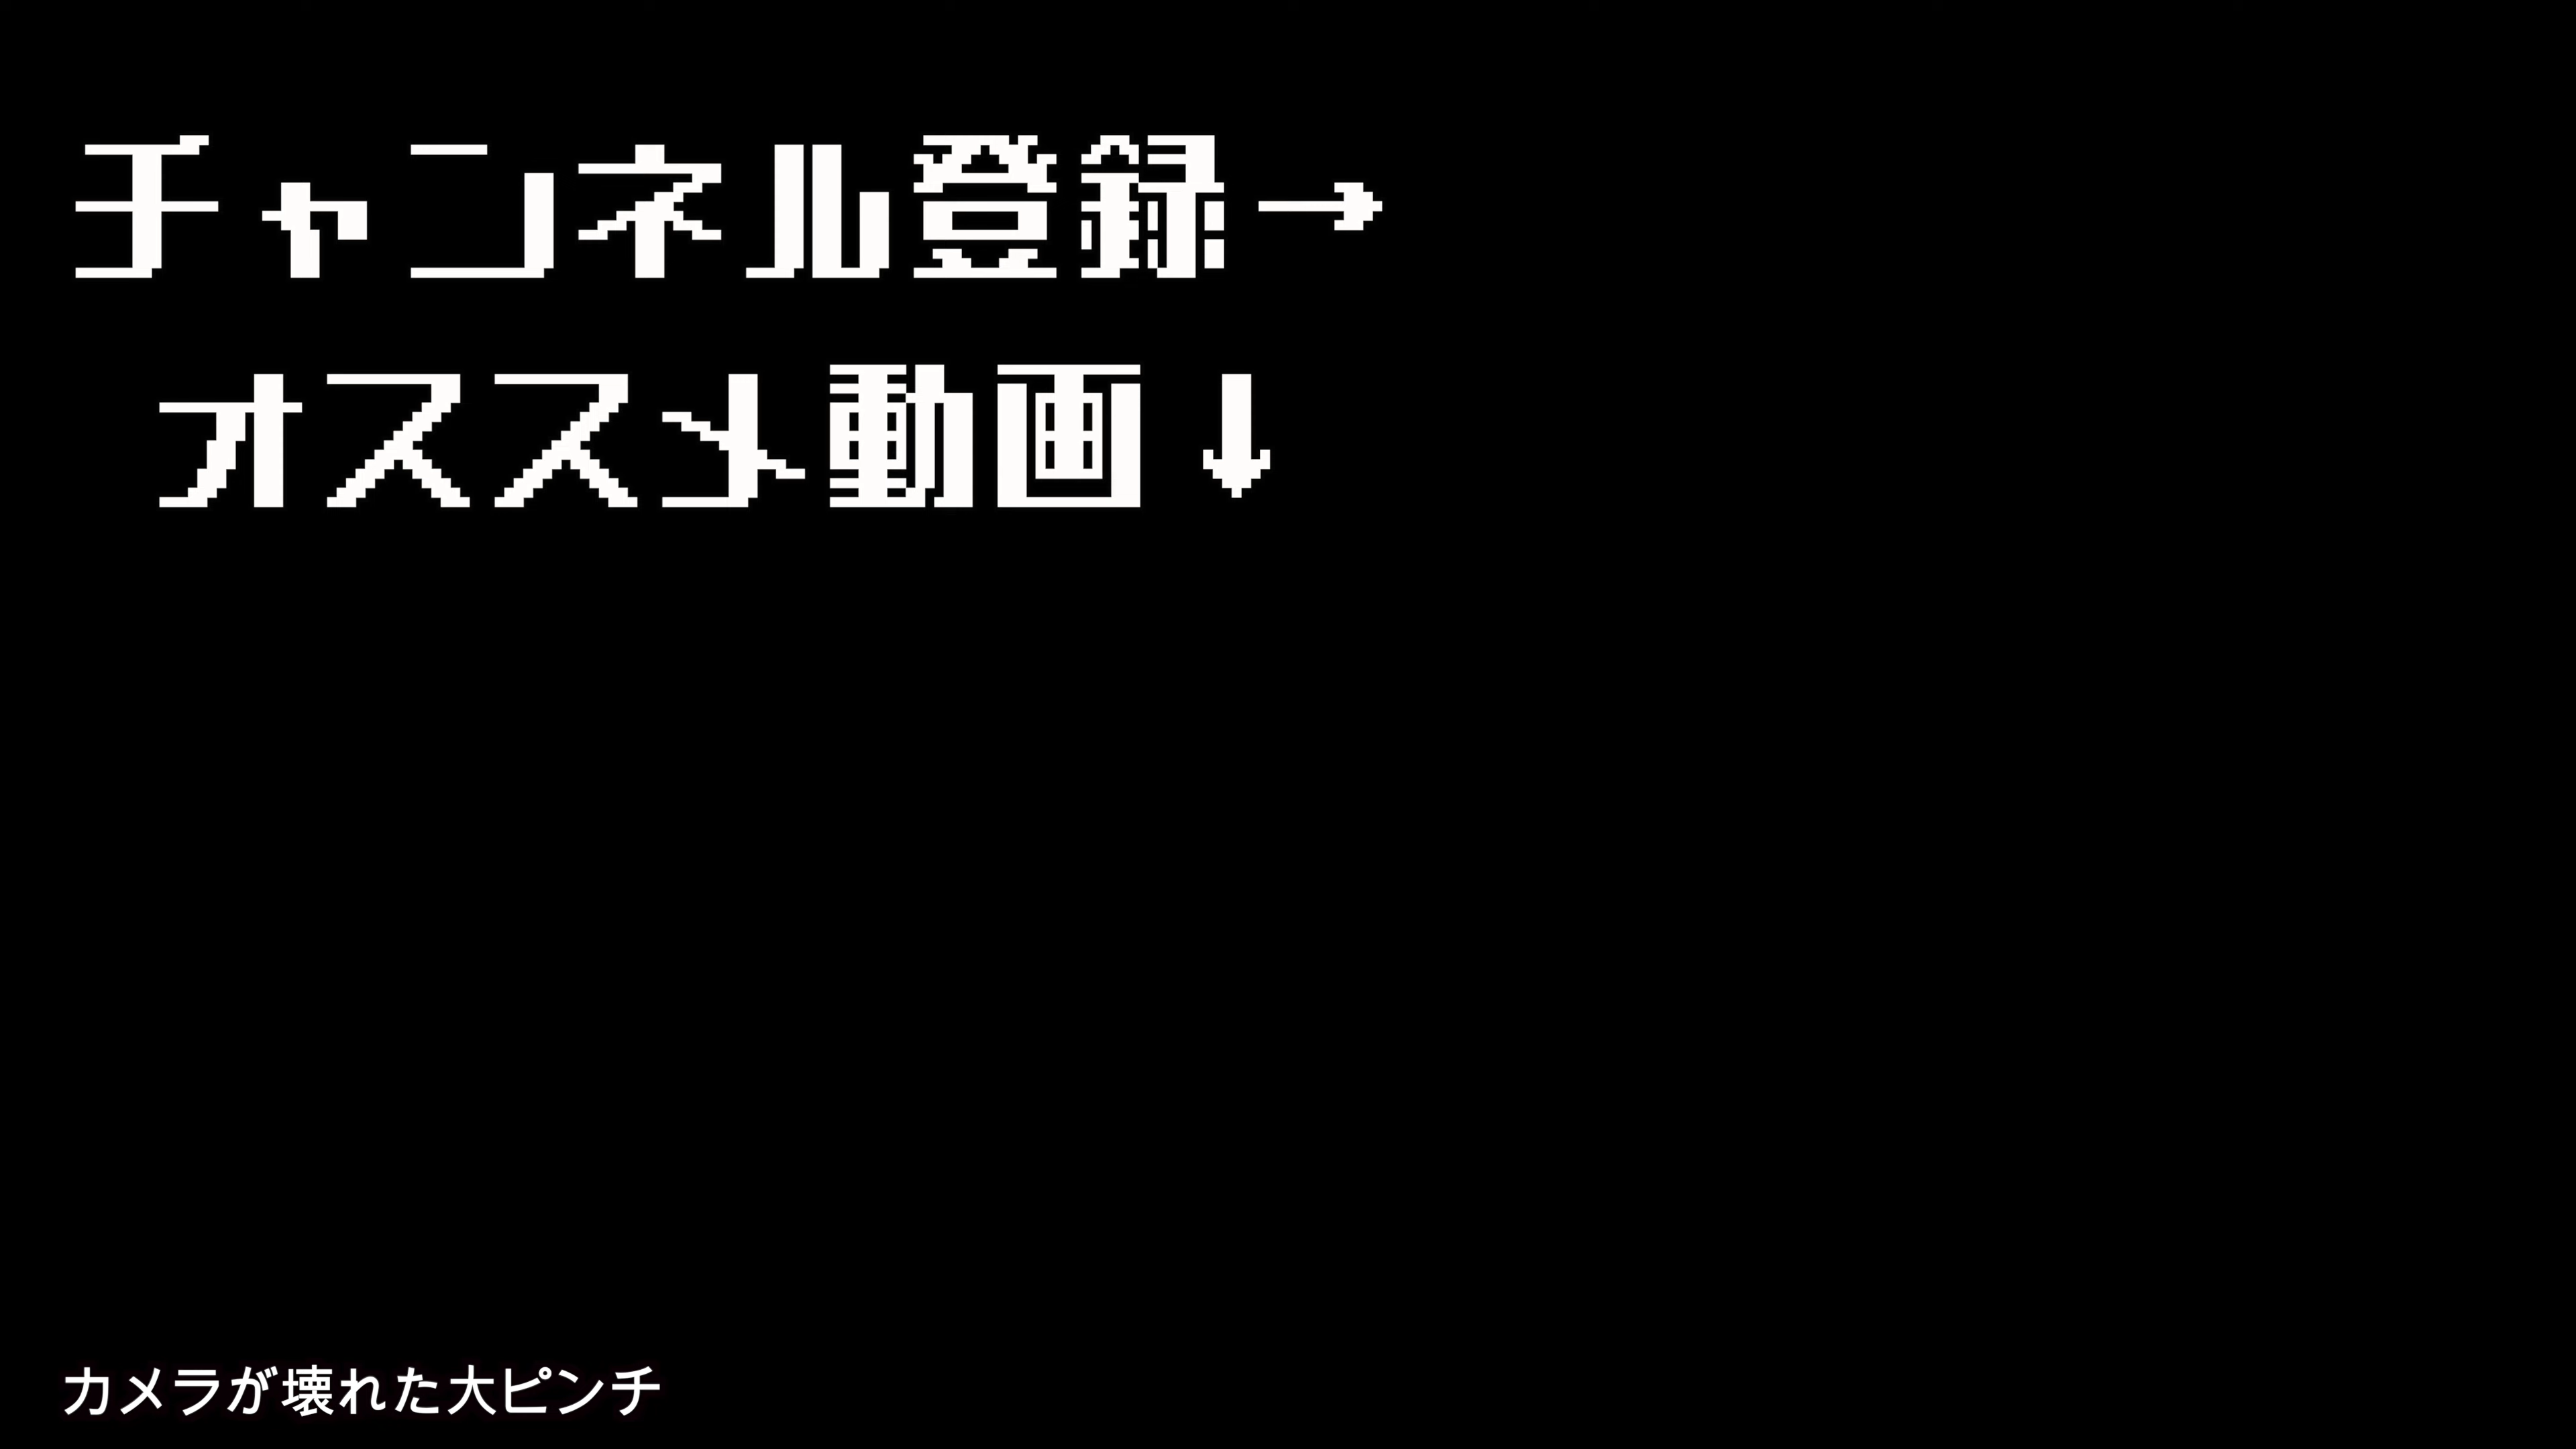 チャンネル登録→
オススメ動画↓
カメラが壊れた大ピンチ